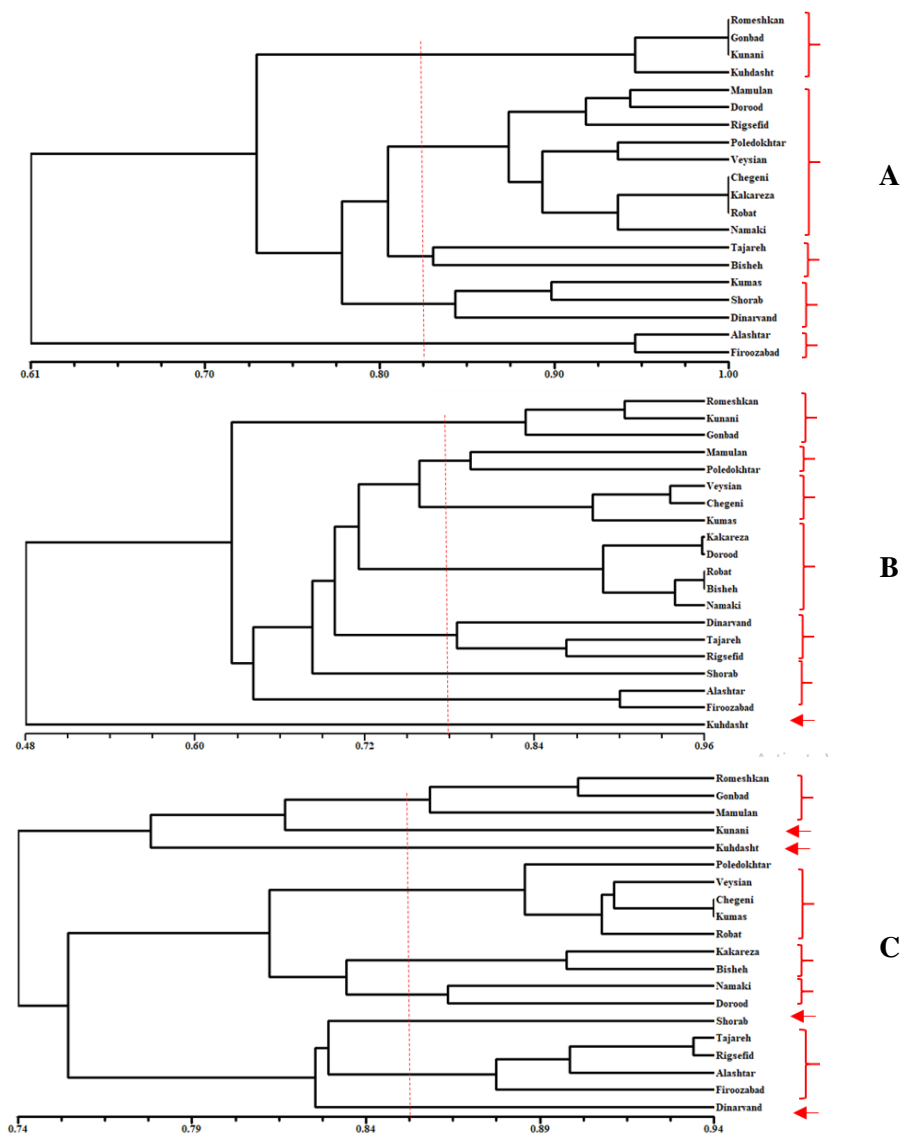 Romeshkan
Gonbad
Kunani
Kuhdasht
Mamulan
Dorood
Rigsefid
Poledokhtar
Veysian
Chegeni
Kakareza
Robat
Namaki
Tajareh
Bisheh
Kumas
Shorab
Dinarvand
Alashtar
Firoozabad
A
0.61 0.70 0.80 0.90 1.00
Romeshkan
Kunani
Gonbad
Mamulan
Poledokhtar
Veysian
Chegeni
Kumas
Kakareza
Dorood
Robat
Bisheh
Namaki
Dinarvand
Tajareh
Rigsefid
Shorab
Alashtar
Firoozabad
Kuhdasht
B
0.48 0.60 0.72 0.84 0.96
Romeshkan
Gonbad
Mamulan
Kunani
Kuhdasht
Poledokhtar
Veysian
Chegeni
Kumas
Robat
Kakareza
Bisheh
Namaki
Dorood
Shorab
Tajareh
Rigsefid
Alashtar
Firoozabad
Dinarvand
C
0.74 0.79 0.84 0.89 0.94